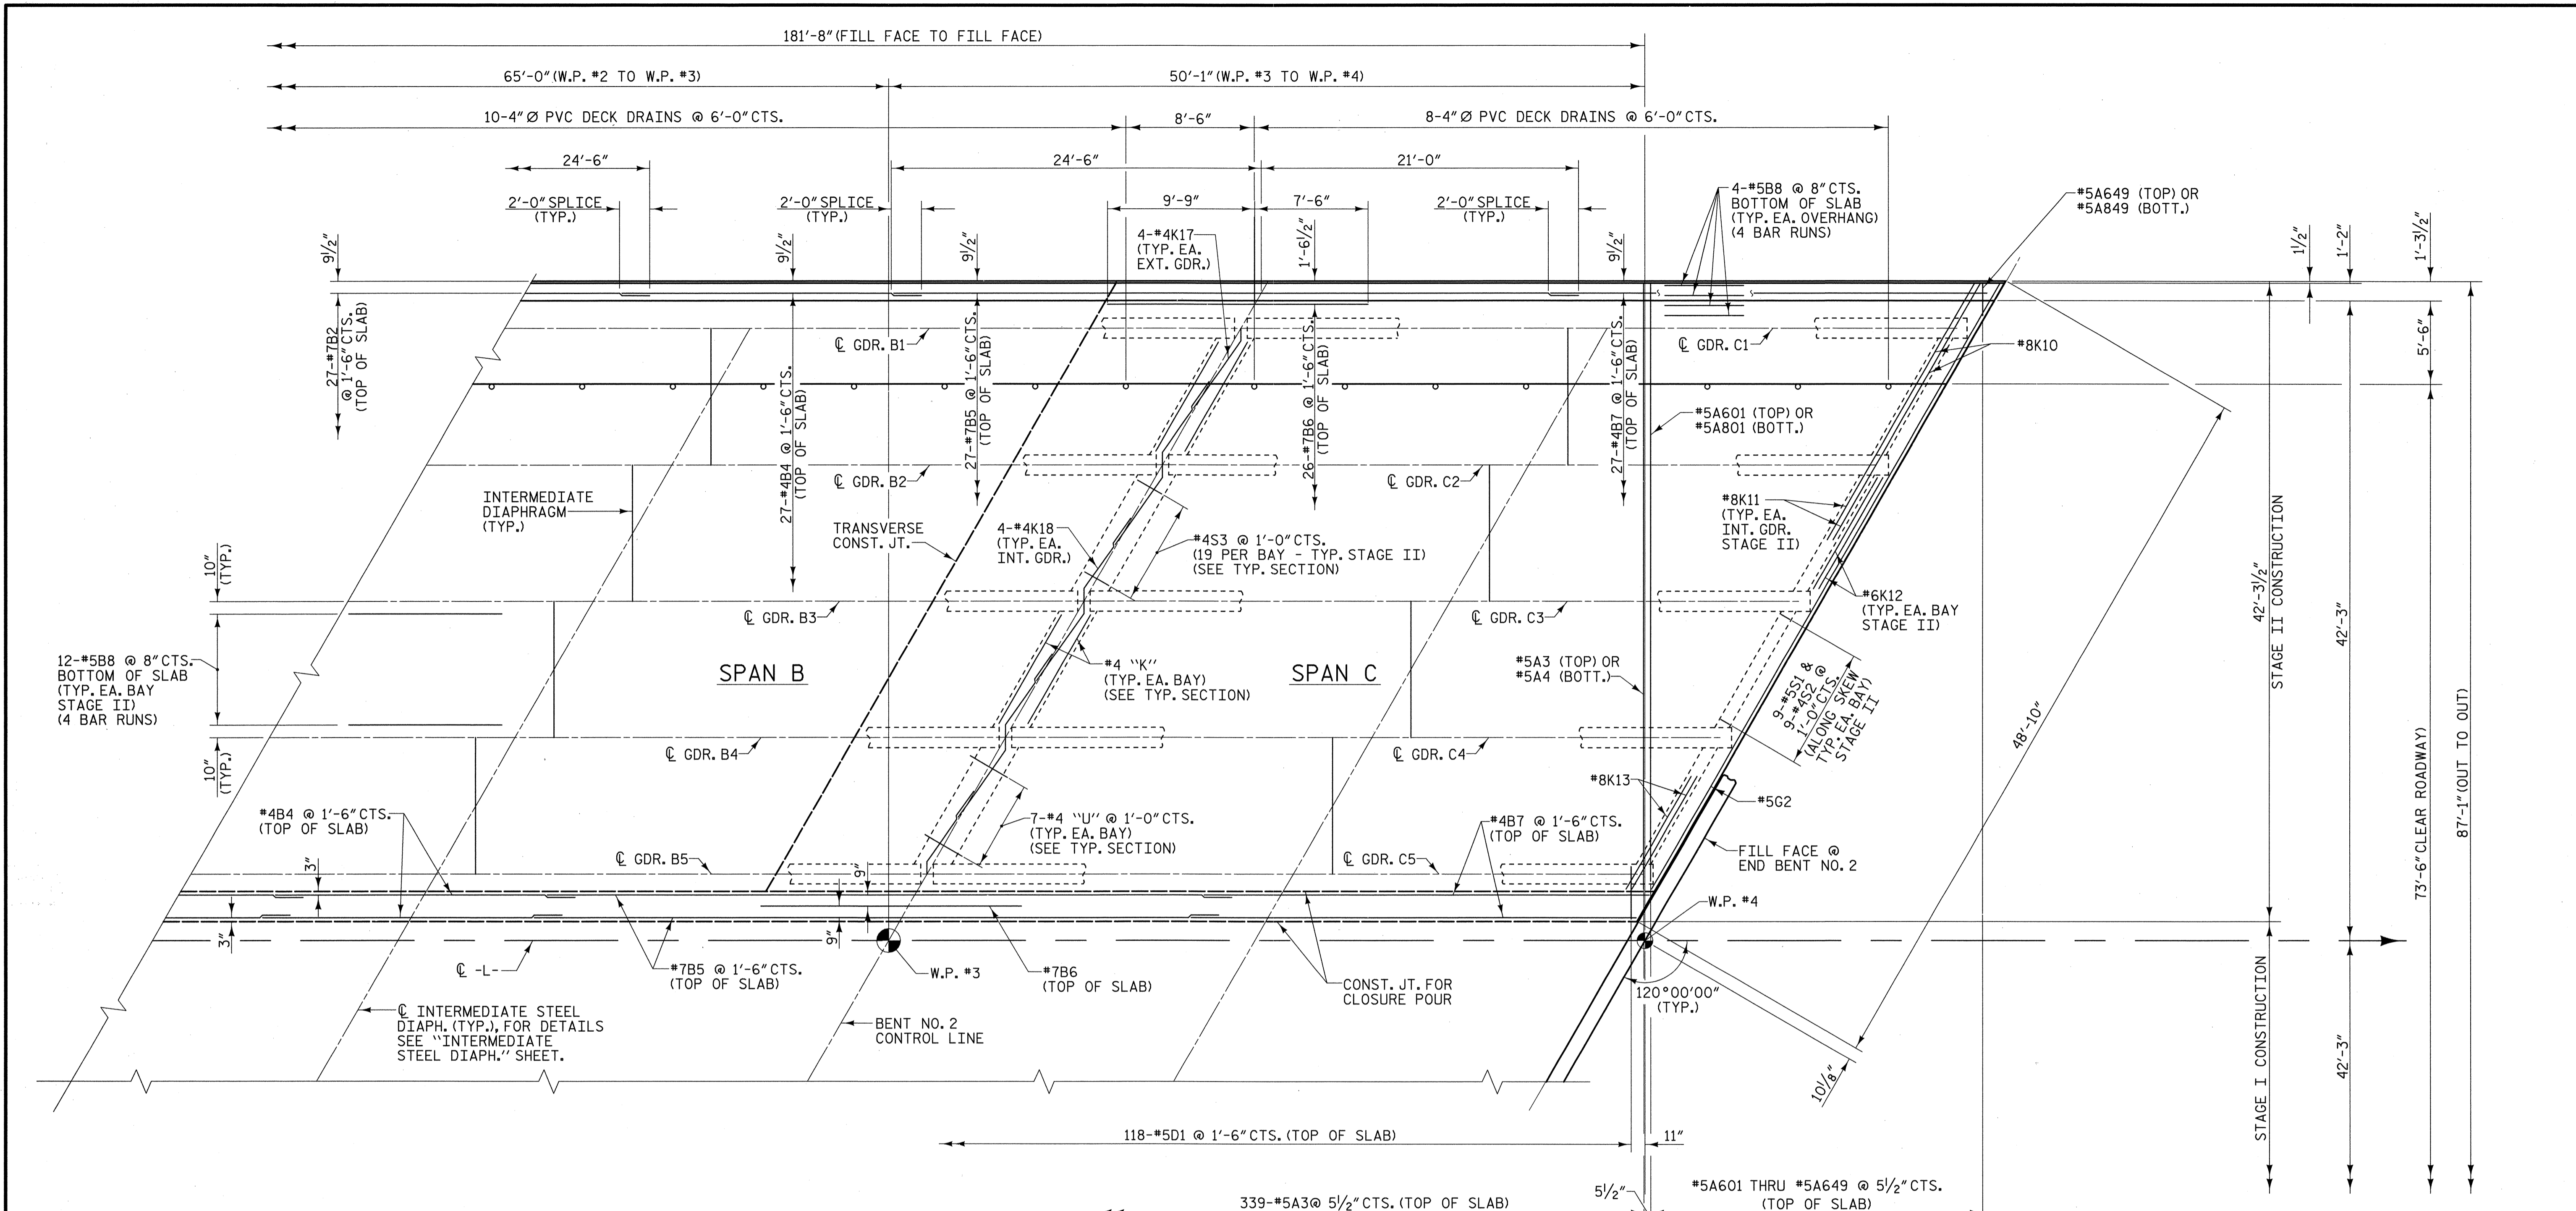 181'-8" (FILL FACE TO FILL FACE)
65'-0" (W.P. #2 TO W.P. #3)
50'-1" (W.P. #3 TO W.P. #4)
10-4" Ø PVC DECK DRAINS @ 6'-0" CTS.
8'-6"
8-4" Ø PVC DECK DRAINS @ 6'-0" CTS.
24'-6"
24'-6"
21'-0"
2'-0" SPLICE
(TYP.)
2'-0" SPLICE
(TYP.)
9'-9"
7'-6"
2'-0" SPLICE
(TYP.)
4-#5B8 @ 8" CTS.
BOTTOM OF SLAB
(TYP. EA. OVERHANG)
(4 BAR RUNS)
#5A649 (TOP) OR
#5A849 (BOTT.)
9½"
9½"
9½"
4-#4K17
(TYP. EA.
EXT. GDR.)
1'-6½"
9½"
1½"
1'-2"
1'-3½"
27-#7B2
@ 1'-6" CTS.
(TOP OF SLAB)
27-#4B4 @ 1'-6" CTS.
(TOP OF SLAB)
27-#7B5 @ 1'-6" CTS.
(TOP OF SLAB)
26-#7B6 @ 1'-6" CTS.
(TOP OF SLAB)
27-#4B7 @ 1'-6" CTS.
(TOP OF SLAB)
℄ GDR. B1
℄ GDR. C1
#8K10
5'-6"
#5A601 (TOP) OR
#5A801 (BOTT.)
℄ GDR. B2
℄ GDR. C2
INTERMEDIATE
DIAPHRAGM
(TYP.)
TRANSVERSE
CONST. JT.
4-#4K18
(TYP. EA.
INT. GDR.)
#4S3 @ 1'-0" CTS.
(19 PER BAY - TYP. STAGE II)
(SEE TYP. SECTION)
#8K11
(TYP. EA.
INT. GDR.
STAGE II)
10"
(TYP.)
℄ GDR. B3
℄ GDR. C3
#6K12
(TYP. EA. BAY
STAGE II)
12-#5B8 @ 8" CTS.
BOTTOM OF SLAB
(TYP. EA. BAY
STAGE II)
(4 BAR RUNS)
SPAN B
#4 "K"
(TYP. EA. BAY)
(SEE TYP. SECTION)
SPAN C
#5A3 (TOP) OR
#5A4 (BOTT.)
9-#5S1 &
9-#4S2 @
1'-0" CTS.
(ALONG SKEW
TYP. EA. BAY)
STAGE II
48'-10"
42'-3½"
STAGE II CONSTRUCTION
42'-3"
73'-6" CLEAR ROADWAY)
87'-1" (OUT TO OUT)
10"
(TYP.)
℄ GDR. B4
℄ GDR. C4
#8K13
#5G2
#4B4 @ 1'-6" CTS.
(TOP OF SLAB)
7-#4 "U" @ 1'-0" CTS.
(TYP. EA. BAY)
(SEE TYP. SECTION)
#4B7 @ 1'-6" CTS.
(TOP OF SLAB)
FILL FACE @
END BENT NO. 2
3"
℄ GDR. B5
9"
℄ GDR. C5
W.P. #4
3"
9"
℄ -L-
#7B5 @ 1'-6" CTS.
(TOP OF SLAB)
W.P. #3
#7B6
(TOP OF SLAB)
CONST. JT. FOR
CLOSURE POUR
120°00'00"
(TYP.)
℄ INTERMEDIATE STEEL
DIAPH. (TYP.), FOR DETAILS
SEE "INTERMEDIATE
STEEL DIAPH." SHEET.
BENT NO. 2
CONTROL LINE
10⅛"
STAGE I CONSTRUCTION
42'-3"
118-#5D1 @ 1'-6" CTS. (TOP OF SLAB)
11"
339-#5A3@ 5½" CTS. (TOP OF SLAB)
5½"
#5A601 THRU #5A649 @ 5½" CTS.
(TOP OF SLAB)